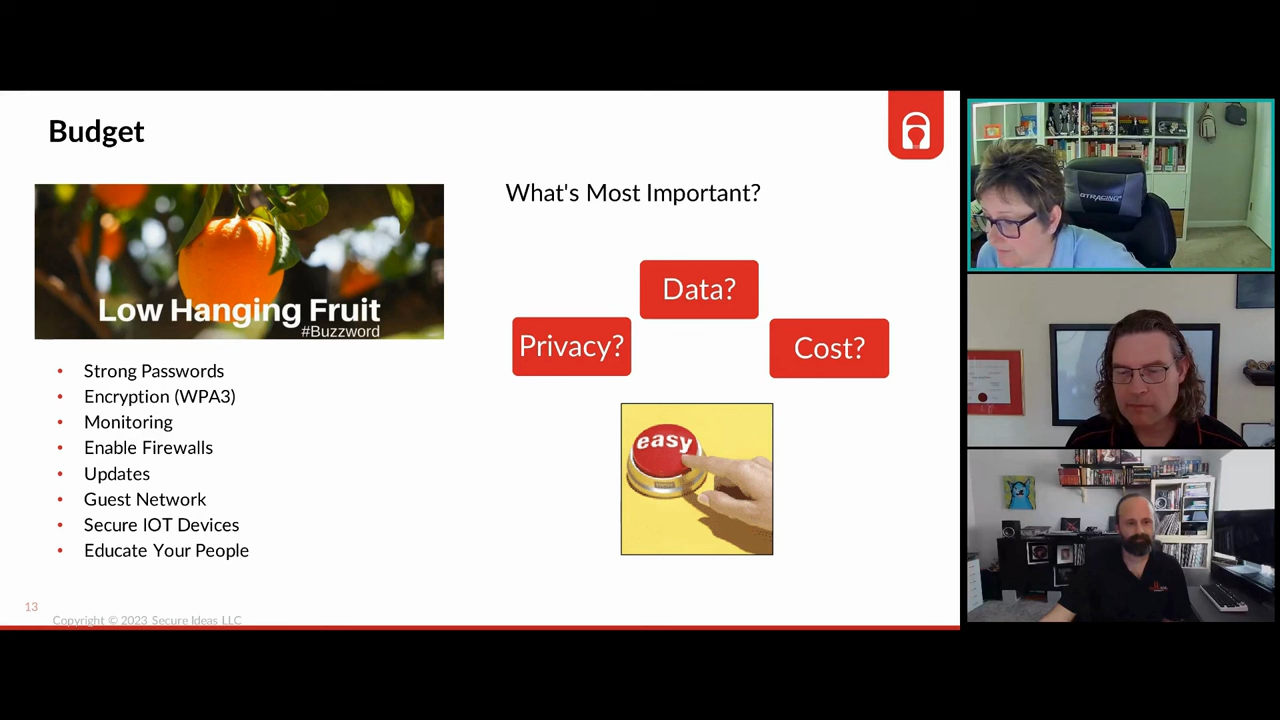 Budget
Low Hanging Fruit
#Buzzword
• Strong Passwords
• Encryption (WPA3)
• Monitoring
• Enable Firewalls
• Updates
• Guest Network
• Secure IOT Devices
• Educate Your People
What's Most Important?
Data?
Privacy?
Cost?
easy
13
Copyright © 2023 Secure Ideas LLC
GTRACING